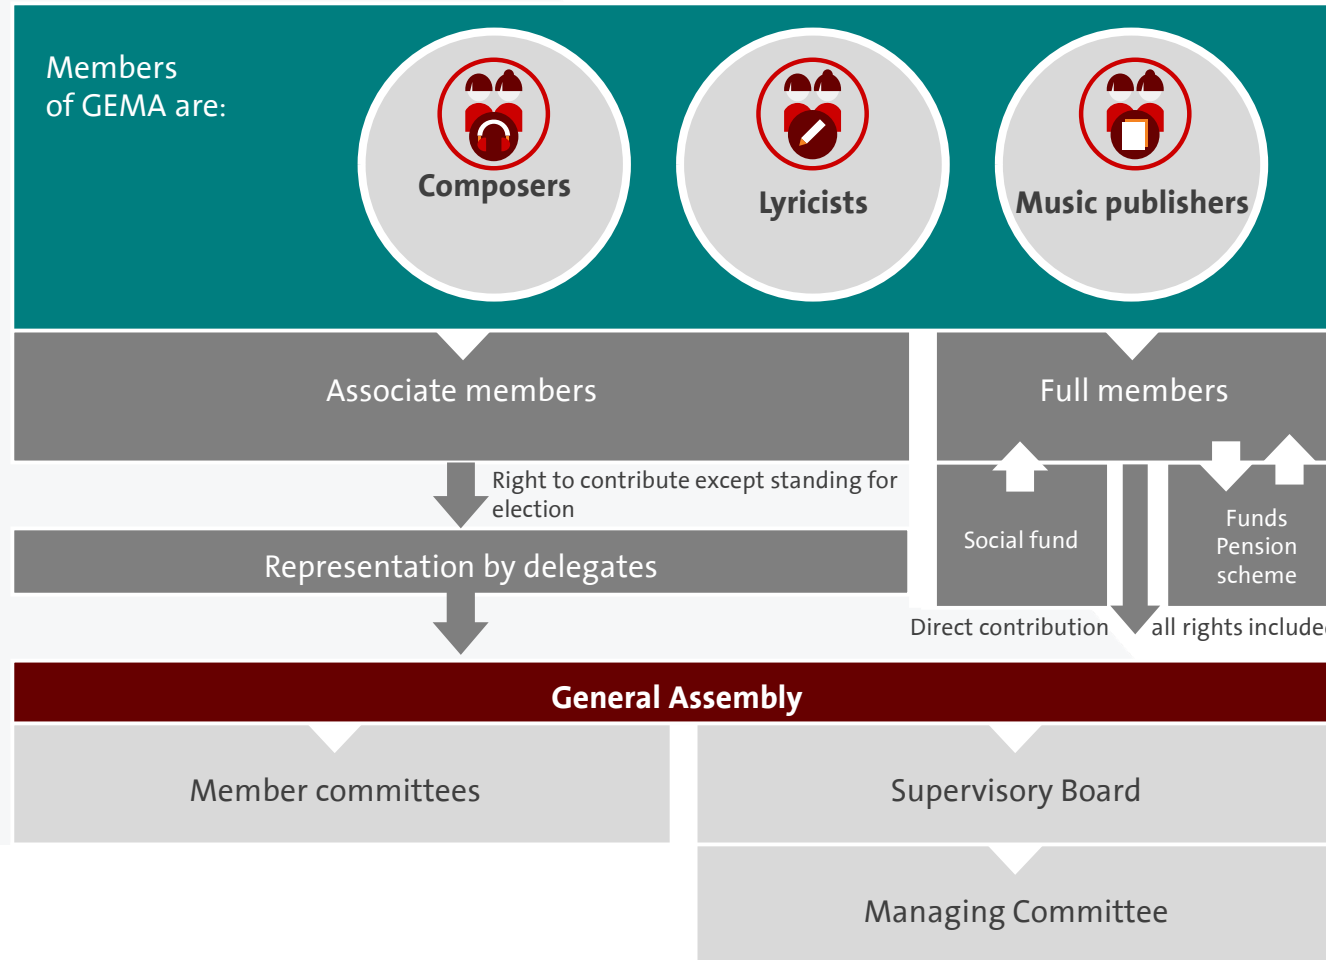 Members
of GEMA are:
Composers
Lyricists
Music publishers
Associate members
Full members
Right to contribute except standing for
election
Social fund
Funds
Pension
scheme
Representation by delegates
Direct contribution
all rights included
General Assembly
Member committees
Supervisory Board
Managing Committee